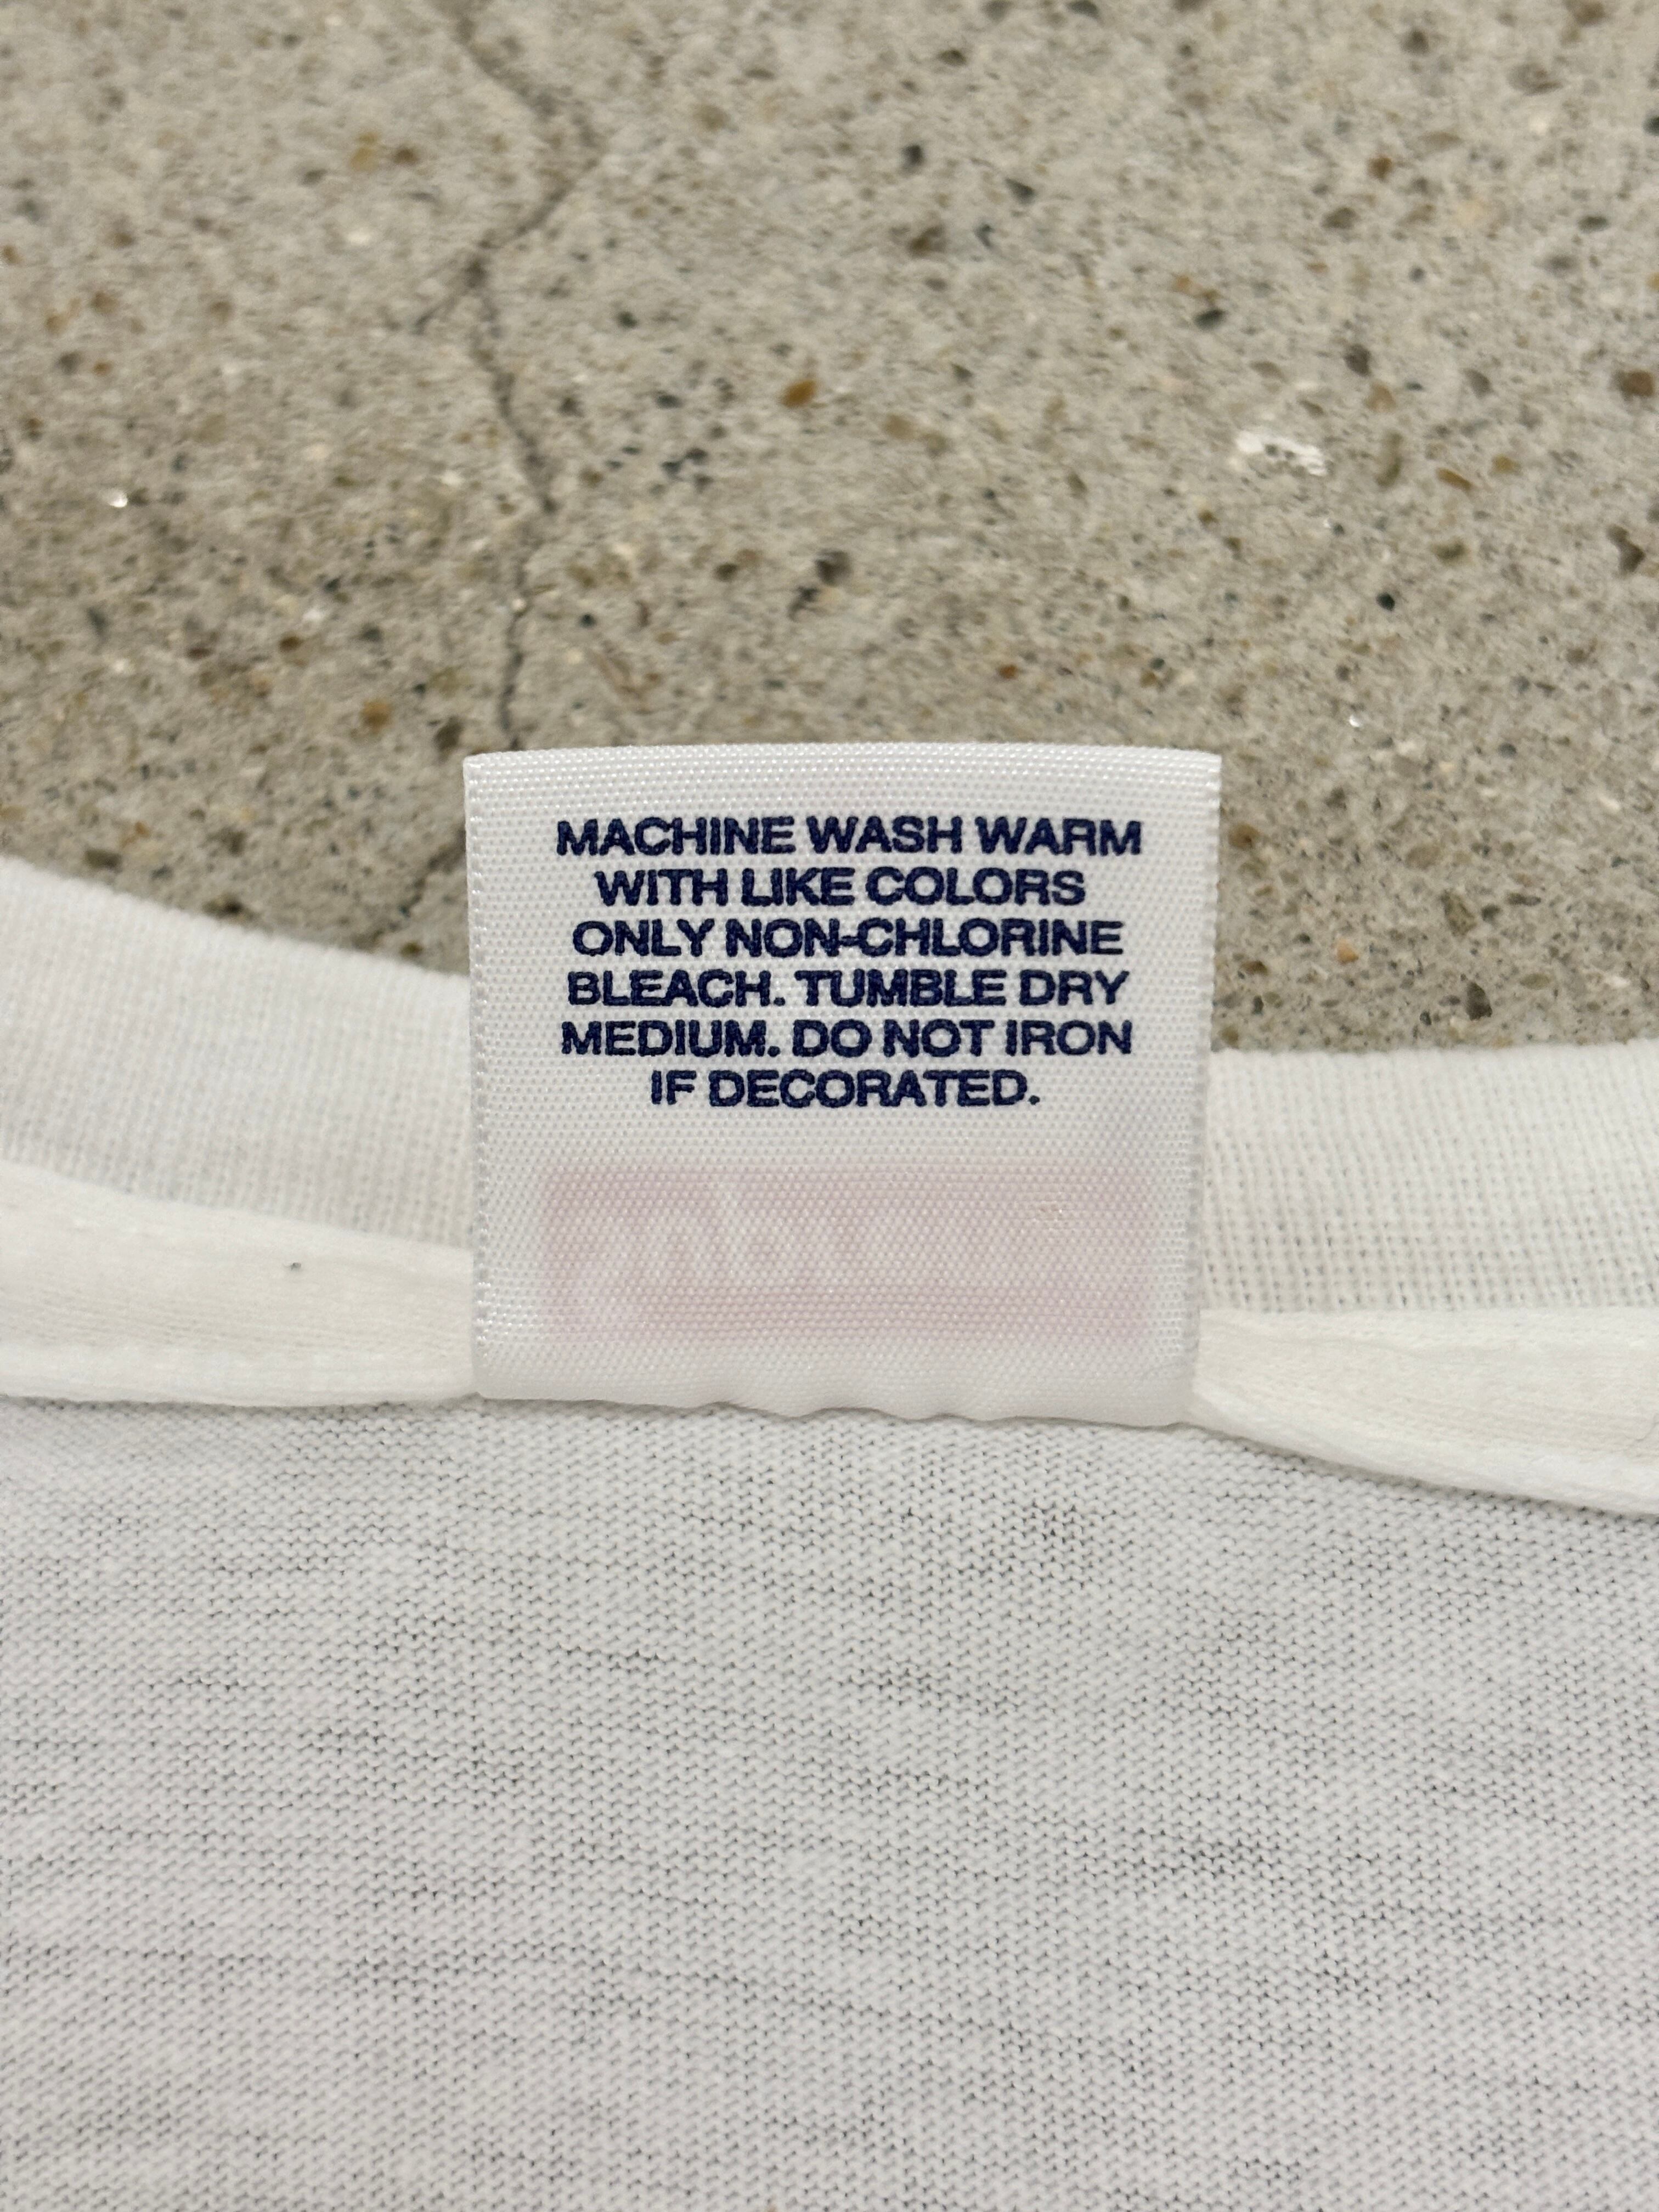 MACHINE WASH WARM
WITH LIKE COLORS
ONLY NON-CHLORINE
BLEACH. TUMBLE DRY
MEDIUM. DO NOT IRON
IF DECORATED.